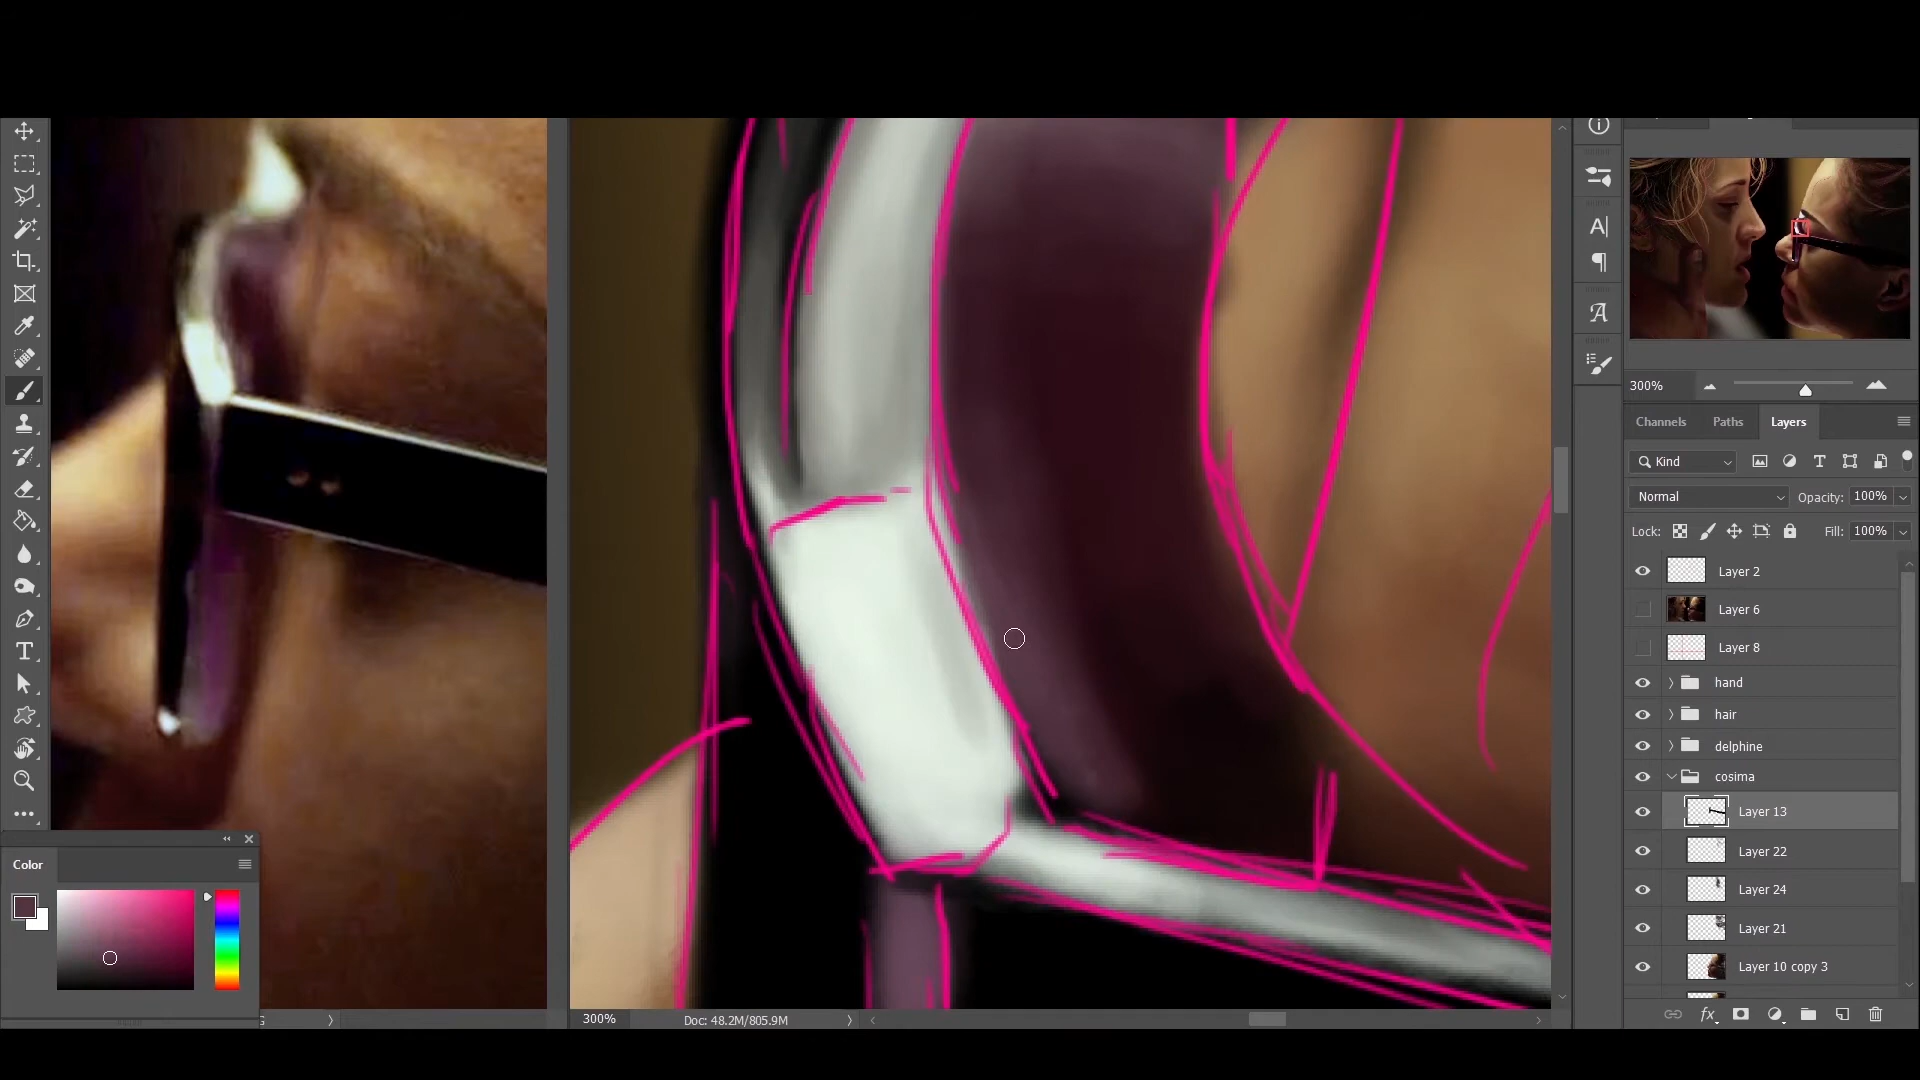 300%
Channels Paths Layers
Kind
Normal Opacity: 100%
Lock: Fill: 100%
Layer 2
Layer 6
Layer 8
hand
hair
delphine
cosima
Layer 13
Layer 22
Layer 24
Layer 21
Layer 10 copy 3
fx
Color
300% Doc: 48.2M/805.9M